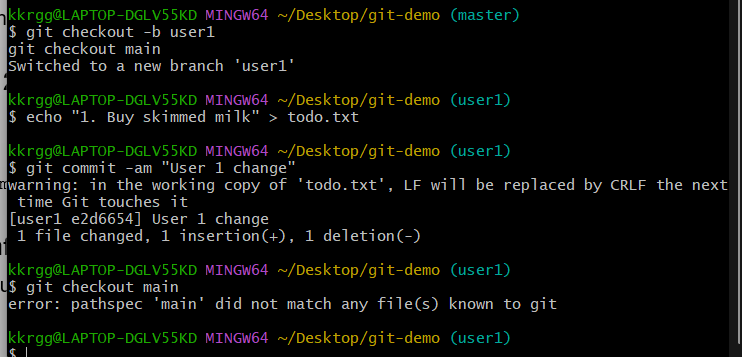 kkrgg@LAPTOP-DGLV55KD MINGW64 ~/Desktop/git-demo (master)
$ git checkout -b user1
git checkout main
Switched to a new branch 'user1'
kkrgg@LAPTOP-DGLV55KD MINGW64 ~/Desktop/git-demo (user1)
$ echo "1. Buy skimmed milk" > todo.txt
kkrgg@LAPTOP-DGLV55KD MINGW64 ~/Desktop/git-demo (user1)
$ git commit -am "User 1 change"
warning: in the working copy of 'todo.txt', LF will be replaced by CRLF the next
time Git touches it
[user1 e2d6654] User 1 change
1 file changed, 1 insertion(+), 1 deletion(-)
kkrgg@LAPTOP-DGLV55KD MINGW64 ~/Desktop/git-demo (user1)
$ git checkout main
error: pathspec 'main' did not match any file(s) known to git
kkrgg@LAPTOP-DGLV55KD MINGW64 ~/Desktop/git-demo (user1)
$